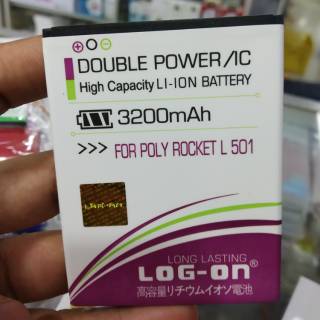 DOUBLE POWER/IC
High Capacity LI-ION BATTERY
3200mAh
>>> FOR POLY ROCKET L 501
LONG LASTING
LOG-ON®
高容量リチウムイオン電池